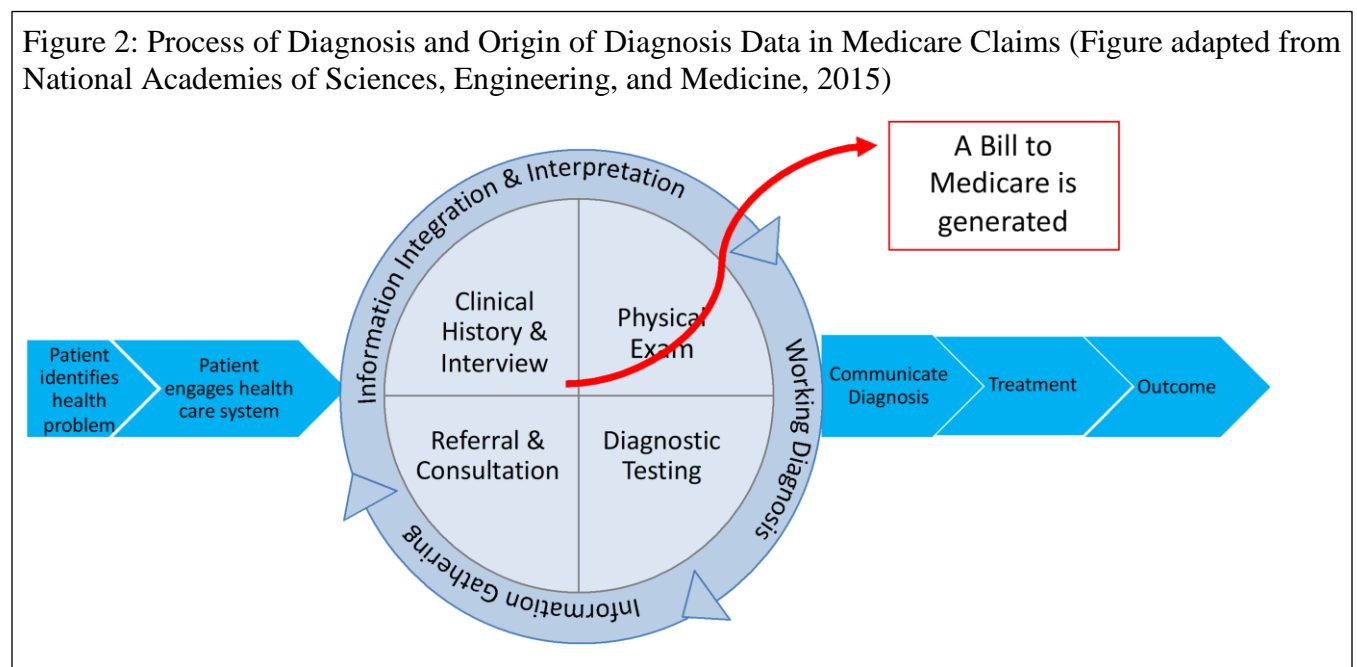 Figure 2: Process of Diagnosis and Origin of Diagnosis Data in Medicare Claims (Figure adapted from
National Academies of Sciences, Engineering, and Medicine, 2015)
A Bill to
Medicare is
generated
Information Integration & Interpretation
Clinical
History &
Interview
Physical
Exam
Patient
identifies
health
problem
Patient
engages health
care system
Working Diagnosis
Communicate
Diagnosis
Treatment
Outcome
Referral &
Consultation
Diagnostic
Testing
Information Gathering